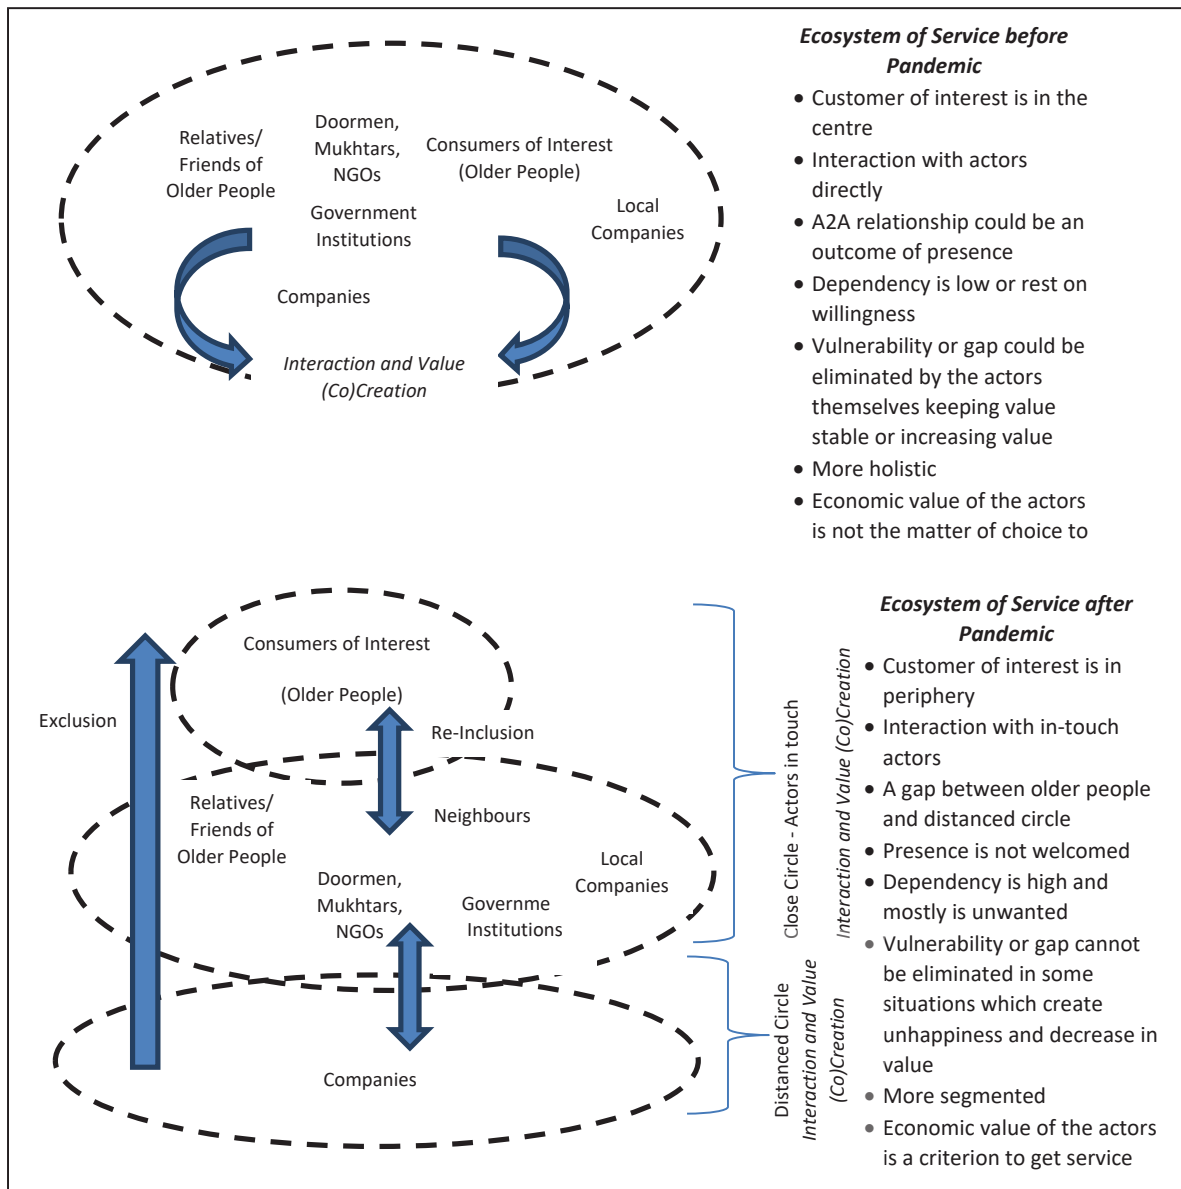 Ecosystem of Service before
Pandemic
Relatives/
Friends of
Older People
Doormen,
Mukhtars,
NGOs
Consumers of Interest
(Older People)
Government
Institutions
Local
Companies
Companies
Interaction and Value
(Co)Creation
• Customer of interest is in the
centre
• Interaction with actors
directly
• A2A relationship could be an
outcome of presence
• Dependency is low or rest on
willingness
• Vulnerability or gap could be
eliminated by the actors
themselves keeping value
stable or increasing value
• More holistic
• Economic value of the actors
is not the matter of choice to
Consumers of Interest
(Older People)
Exclusion
Re-Inclusion
Relatives/
Friends of
Older People
Neighbours
Local
Companies
Doormen,
Mukhtars,
NGOs
Governme
Institutions
Companies
Close Circle - Actors in touch
Interaction and Value (Co)Creation
Distanced Circle
Interaction and Value
(Co)Creation
Ecosystem of Service after
Pandemic
• Customer of interest is in
periphery
• Interaction with in-touch
actors
• A gap between older people
and distanced circle
• Presence is not welcomed
• Dependency is high and
mostly is unwanted
• Vulnerability or gap cannot
be eliminated in some
situations which create
unhappiness and decrease in
value
• More segmented
• Economic value of the actors
is a criterion to get service